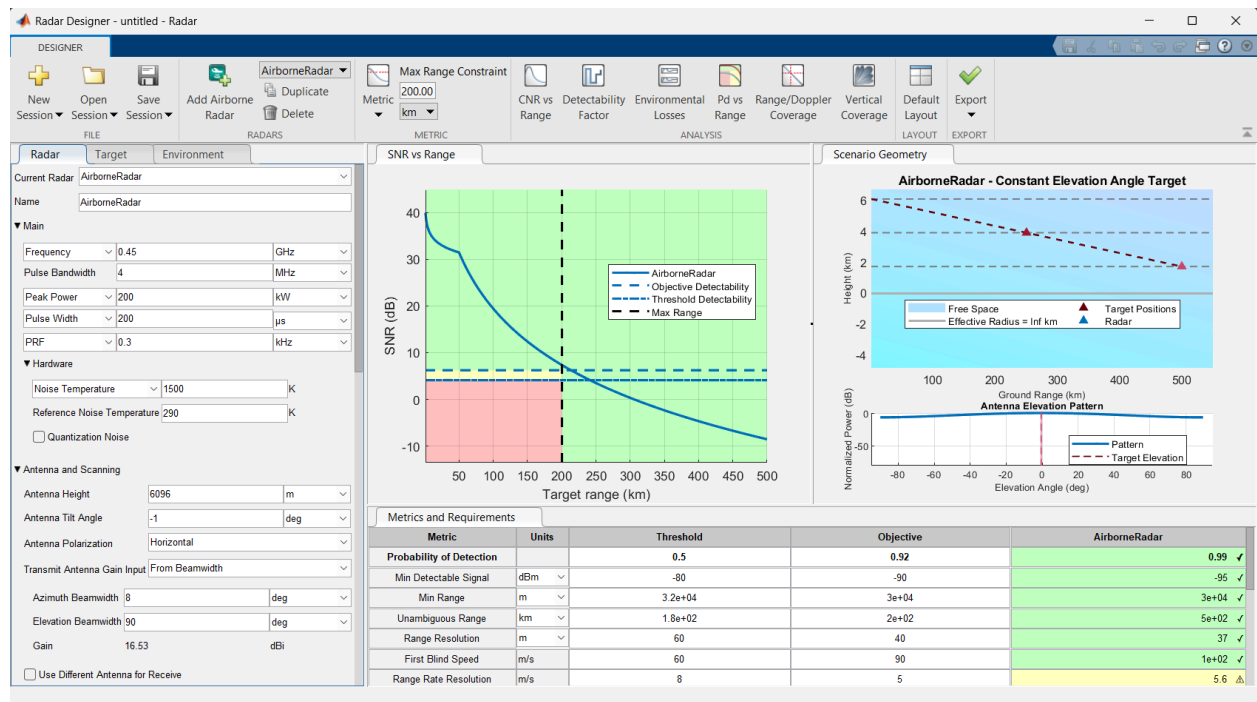 Radar Designer - untitled - Radar
DESIGNER
New Session
Open Session
Save Session
FILE
Add Airborne Radar
AirborneRadar
Duplicate
Delete
RADARS
Metric
Max Range Constraint
200.00
km
METRIC
CNR vs Range
Detectability Factor
Environmental Losses
Pd vs Range
Range/Doppler Coverage
Vertical Coverage
ANALYSIS
Default Layout
LAYOUT
Export
EXPORT
Radar Target Environment
Current Radar AirborneRadar
Name AirborneRadar
Main
Frequency 0.45 GHz
Pulse Bandwidth 4 MHz
Peak Power 200 kW
Pulse Width 200 µs
PRF 0.3 kHz
Hardware
Noise Temperature 1500 K
Reference Noise Temperature 290 K
Quantization Noise
Antenna and Scanning
Antenna Height 6096 m
Antenna Tilt Angle -1 deg
Antenna Polarization Horizontal
Transmit Antenna Gain Input From Beamwidth
Azimuth Beamwidth 8 deg
Elevation Beamwidth 90 deg
Gain 16.53 dBi
Use Different Antenna for Receive
SNR vs Range
SNR (dB)
40
30
20
10
0
-10
AirborneRadar
Objective Detectability
Threshold Detectability
Max Range
50 100 150 200 250 300 350 400 450 500
Target range (km)
Scenario Geometry
AirborneRadar - Constant Elevation Angle Target
Height (km)
6
4
2
0
-2
-4
Free Space
Effective Radius = Inf km
Target Positions
Radar
100 200 300 400 500
Ground Range (km)
Antenna Elevation Pattern
Normalized Power (dB)
0
-50
Pattern
Target Elevation
-80 -60 -40 -20 0 20 40 60 80
Elevation Angle (deg)
Metrics and Requirements
Metric Units Threshold Objective AirborneRadar
Probability of Detection 0.5 0.92 0.99 ✓
Min Detectable Signal dBm -80 -90 -95 ✓
Min Range m 3.2e+04 3e+04 3e+04 ✓
Unambiguous Range km 1.8e+02 2e+02 5e+02 ✓
Range Resolution m 60 40 37 ✓
First Blind Speed m/s 60 90 1e+02 ✓
Range Rate Resolution m/s 8 5 5.6 ⚠